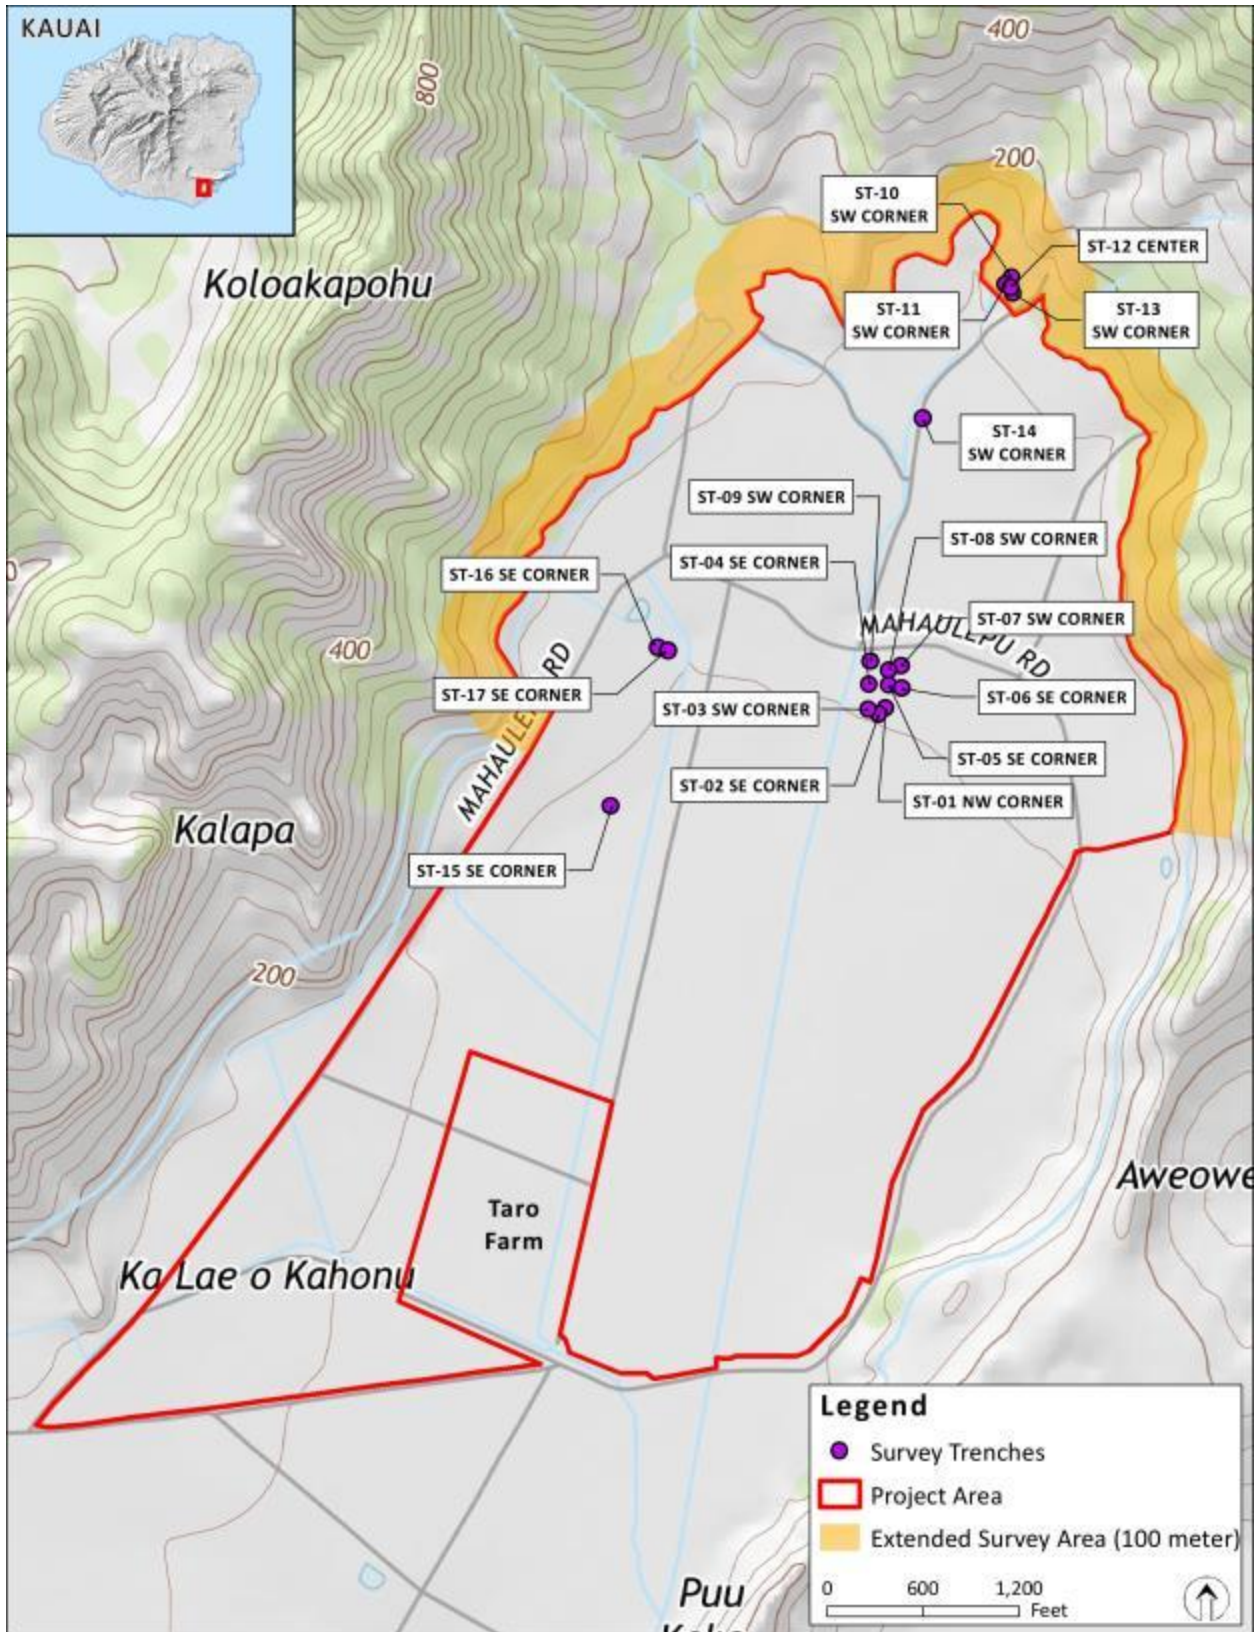 KAUAI
400
800
200
ST-10
SW CORNER
ST-12 CENTER
Koloakapohu
ST-11
SW CORNER
ST-13
SW CORNER
ST-14
SW CORNER
ST-09 SW CORNER
ST-08 SW CORNER
ST-04 SE CORNER
ST-16 SE CORNER
ST-07 SW CORNER
MAHAULEPU RD
400
ST-17 SE CORNER
ST-06 SE CORNER
ST-03 SW CORNER
MAHAULE RD
ST-05 SE CORNER
ST-02 SE CORNER
ST-01 NW CORNER
Kalapa
ST-15 SE CORNER
200
Aweowe
Taro
Farm
Ka Lae o Kahonu
Legend
Survey Trenches
Project Area
Extended Survey Area (100 meter)
0 600 1,200
Feet
Puu